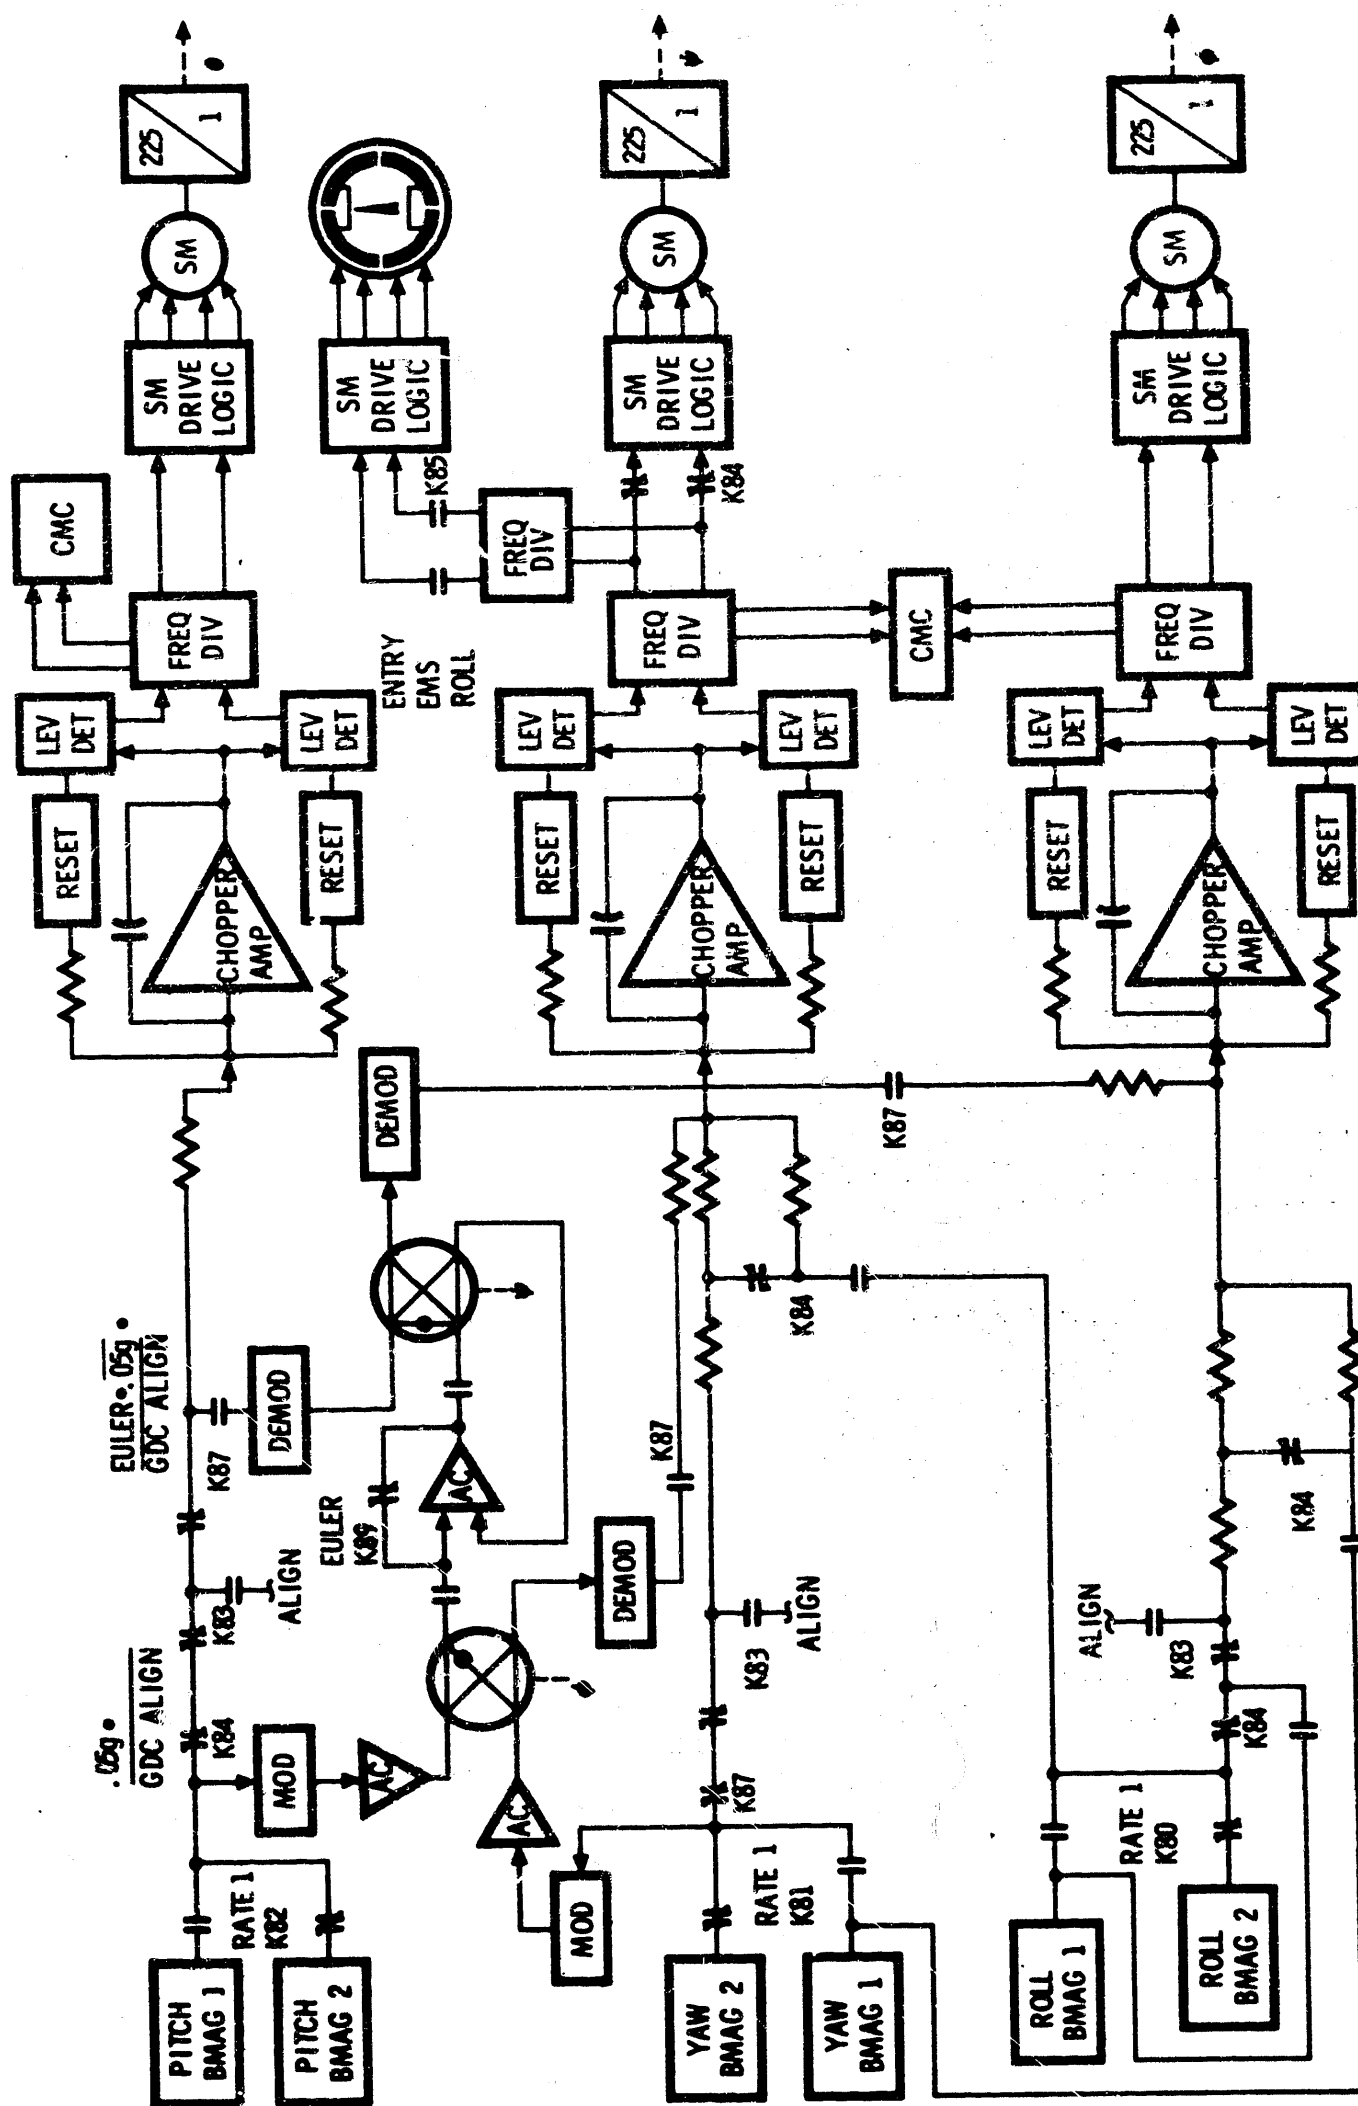 225
1
θ
225
1
ψ
225
1
φ
SM
SM
SM
SM
DRIVE
LOGIC
SM
DRIVE
LOGIC
SM
DRIVE
LOGIC
SM
DRIVE
LOGIC
K85
K84
CMC
FREQ
DIV
FREQ
DIV
FREQ
DIV
FREQ
DIV
CMC
ENTRY
EMS
ROLL
LEV
DET
LEV
DET
LEV
DET
LEV
DET
LEV
DET
LEV
DET
RESET
RESET
RESET
RESET
RESET
RESET
CHOPPER
AMP
CHOPPER
AMP
CHOPPER
AMP
DEMOD
K87
EULER•.05g•
GDC ALIGN
K87
DEMOD
EULER
K89
AC
K87
K84
K84
DEMOD
K83
ALIGN
K83
ALIGN
ALIGN
K83
.05g•
GDC ALIGN
K84
MOD
AC
AC
K87
K84
MOD
RATE 1
K82
RATE 1
K81
RATE 1
K80
PITCH
BMAG 1
PITCH
BMAG 2
YAW
BMAG 2
YAW
BMAG 1
ROLL
BMAG 1
ROLL
BMAG 2